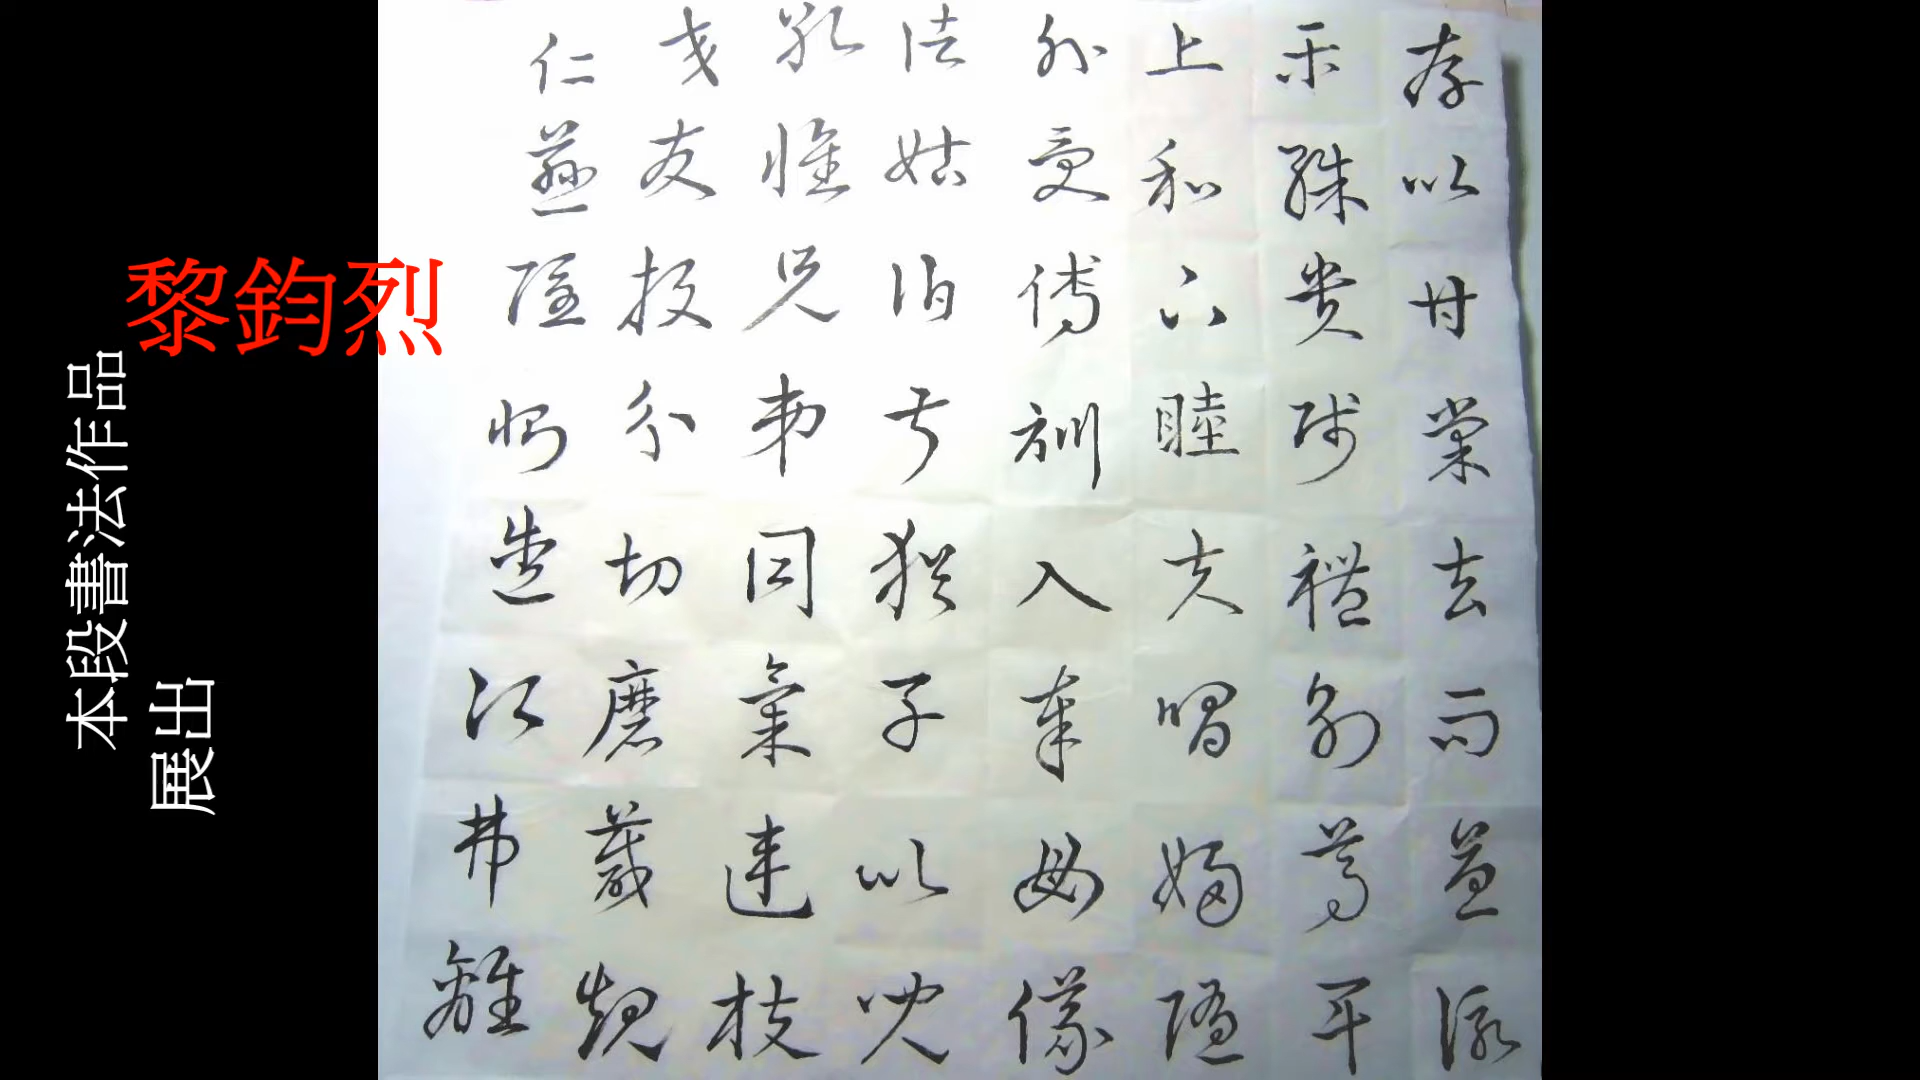 黎鈞烈
本段書法作品
展出
存以甘棠去而益詠
樂殊貴賤禮別尊卑
上和下睦夫唱婦隨
外受傅訓入奉母儀
諸姑伯叔猶子比兒
孔懷兄弟同氣連枝
交友投分切磨箴規
仁慈隱惻造次弗離